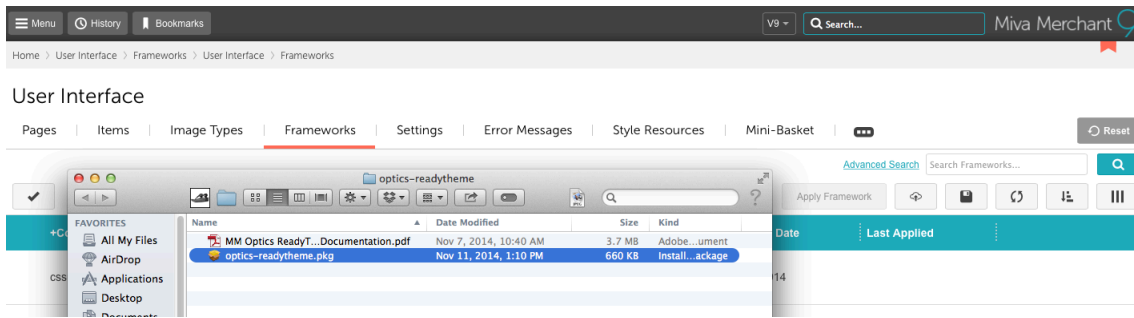 Menu History Bookmarks V9 Search... Miva Merchant 9
Home > User Interface > Frameworks > User Interface > Frameworks
User Interface
Pages Items Image Types Frameworks Settings Error Messages Style Resources Mini-Basket Reset
Advanced Search Search Frameworks...
optics-readytheme
Apply Framework
FAVORITES Name Date Modified Size Kind
+Co All My Files MM Optics ReadyT...Documentation.pdf Nov 7, 2014, 10:40 AM 3.7 MB Adobe...ument Date Last Applied
AirDrop optics-readytheme.pkg Nov 11, 2014, 1:10 PM 660 KB Install...ackage
css Applications 14
Desktop
Documents